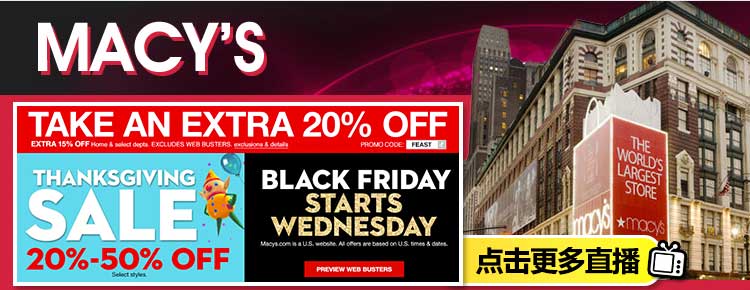 MACY'S
TAKE AN EXTRA 20% OFF
EXTRA 15% OFF Home & select depts. EXCLUDES WEB BUSTERS. exclusions & details
PROMO CODE: FEAST
THANKSGIVING
SALE
20%-50% OFF
Select styles.
BLACK FRIDAY
STARTS
WEDNESDAY
Macys.com is a U.S. website. All offers are based on U.S. times & dates.
PREVIEW WEB BUSTERS
THE
WORLD'S
LARGEST
STORE
★macy's
macy's
点击更多直播